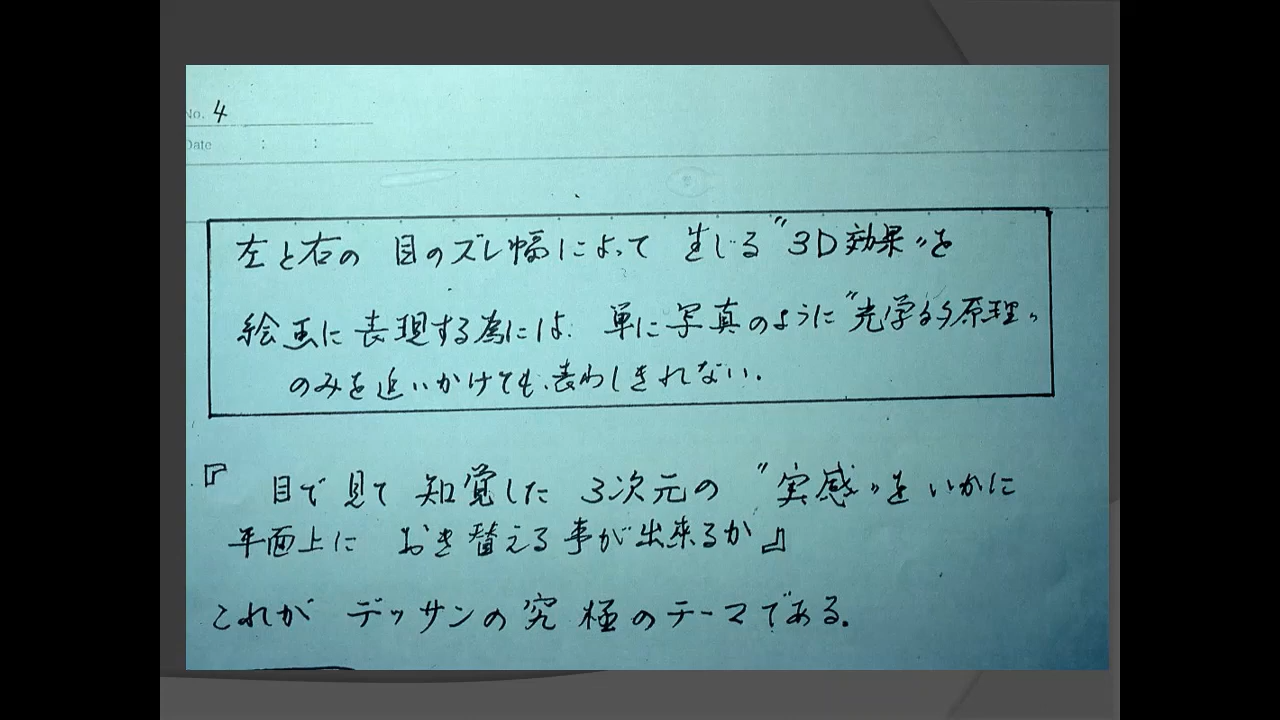 No. 4
Date : :
左と右の 目のズレ幅によって 生じる〝3D効果〟を
絵画に表現する為には、単に写真のように〝光学的原理〟
のみを追いかけても、表わしきれない。
『 目で見て知覚した 3次元の 〝実感〟をいかに
平面上に おき替える事が出来るか』
これが デッサンの究極のテーマである。